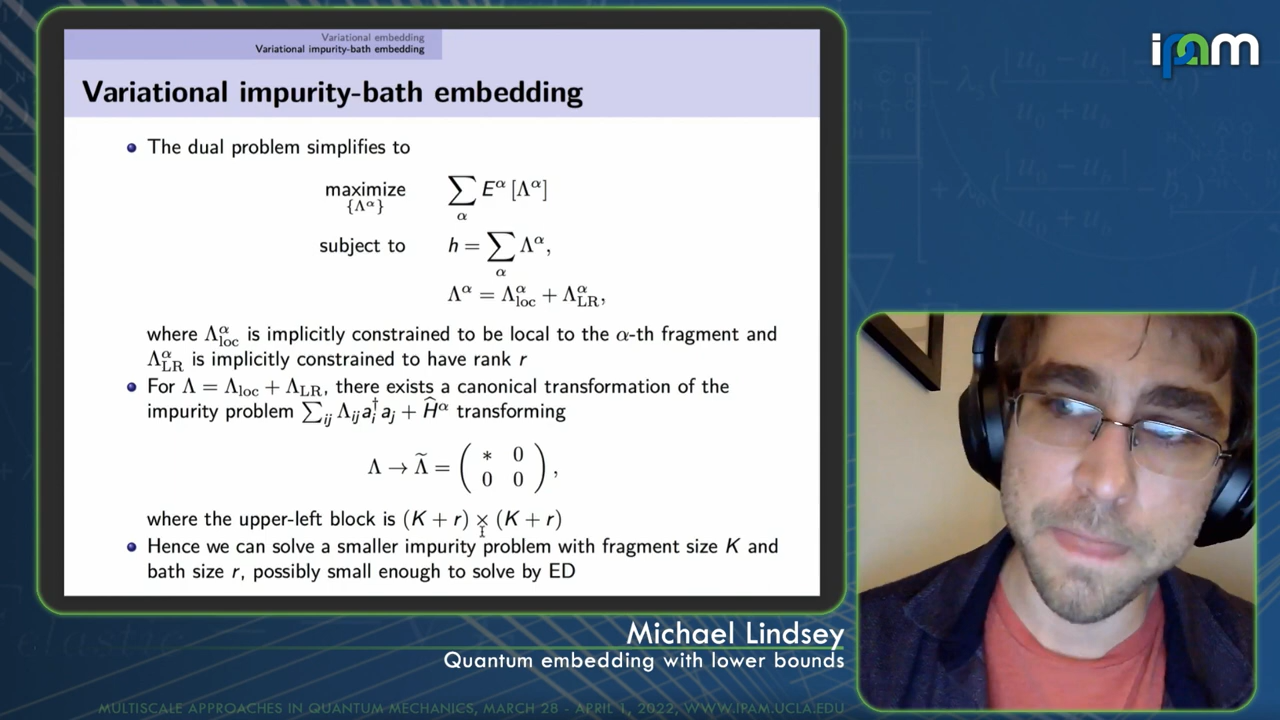 Variational embedding
Variational impurity-bath embedding
Variational impurity-bath embedding
The dual problem simplifies to
maximize ∑ E^α [Λ^α]
{Λ^α} α
subject to h = ∑ Λ^α,
α
Λ^α = Λ^α_loc + Λ^α_LR,
where Λ^α_loc is implicitly constrained to be local to the α-th fragment and
Λ^α_LR is implicitly constrained to have rank r
For Λ = Λ_loc + Λ_LR, there exists a canonical transformation of the
impurity problem ∑_ij Λ_ij a_i^† a_j + Ĥ^α transforming
Λ → Λ̃ = ( * 0
0 0 ) ,
where the upper-left block is (K + r) × (K + r)
Hence we can solve a smaller impurity problem with fragment size K and
bath size r, possibly small enough to solve by ED
ipam
Michael Lindsey
Quantum embedding with lower bounds
MULTISCALE APPROACHES IN QUANTUM MECHANICS, MARCH 28 - APRIL 1, 2022, WWW.IPAM.UCLA.EDU